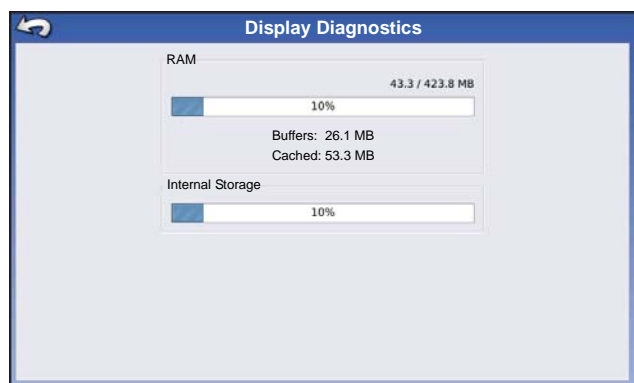 Display Diagnostics
RAM
43.3 / 423.8 MB
10%
Buffers: 26.1 MB
Cached: 53.3 MB
Internal Storage
10%